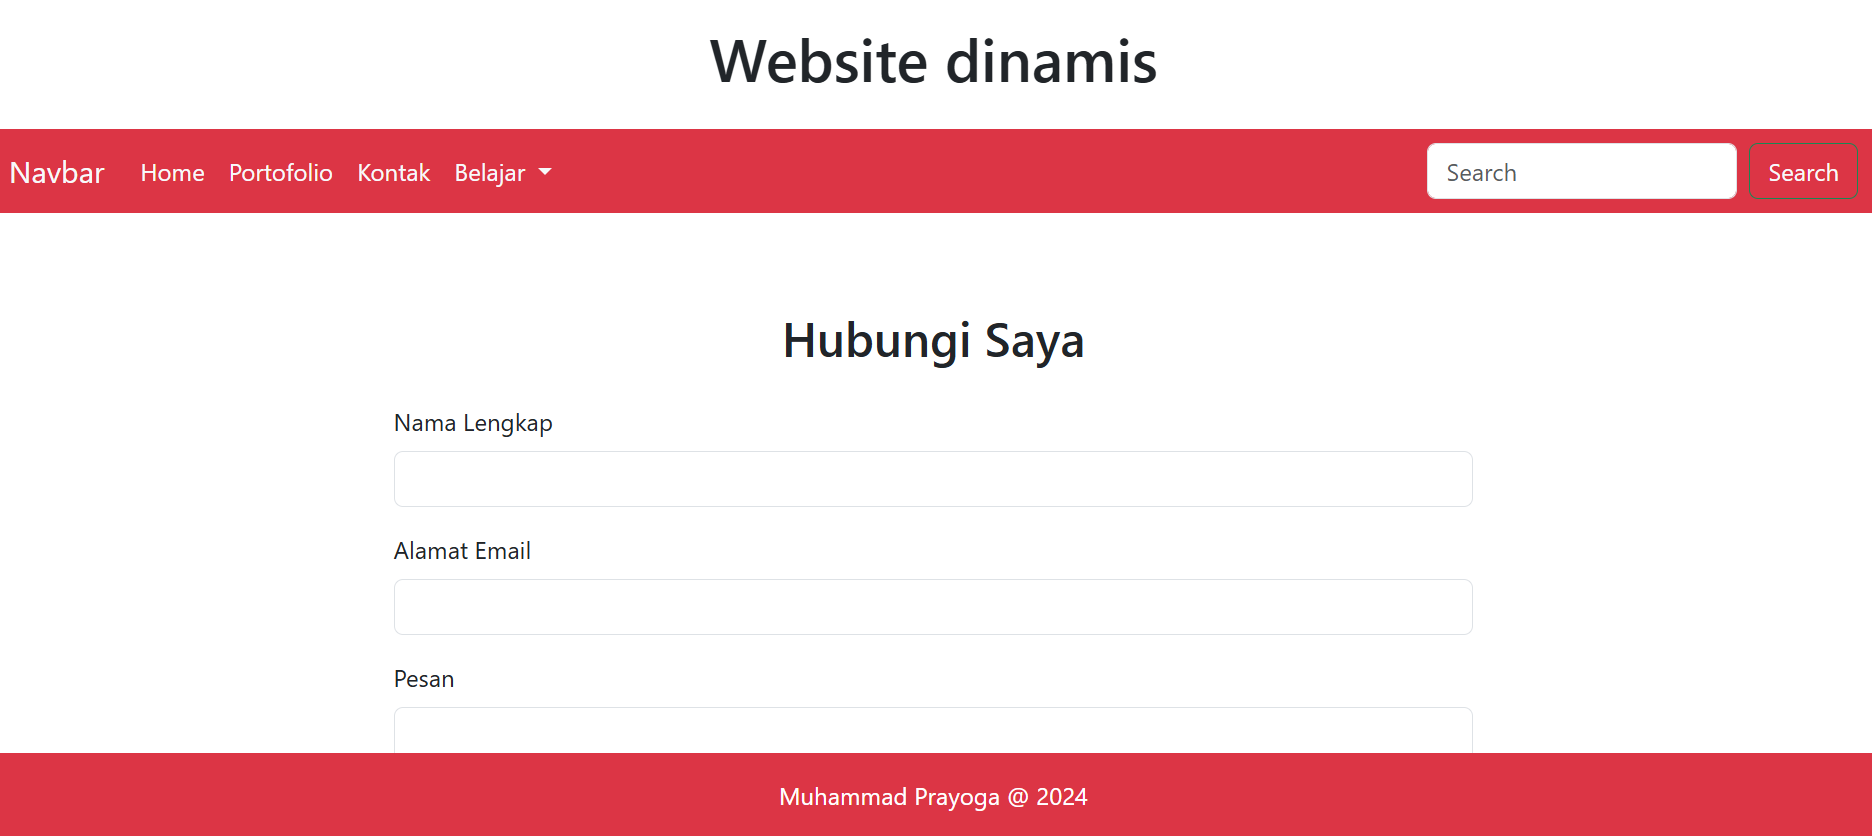 Website dinamis
Navbar Home Portofolio Kontak Belajar Search Search
Hubungi Saya
Nama Lengkap
Alamat Email
Pesan
Muhammad Prayoga @ 2024